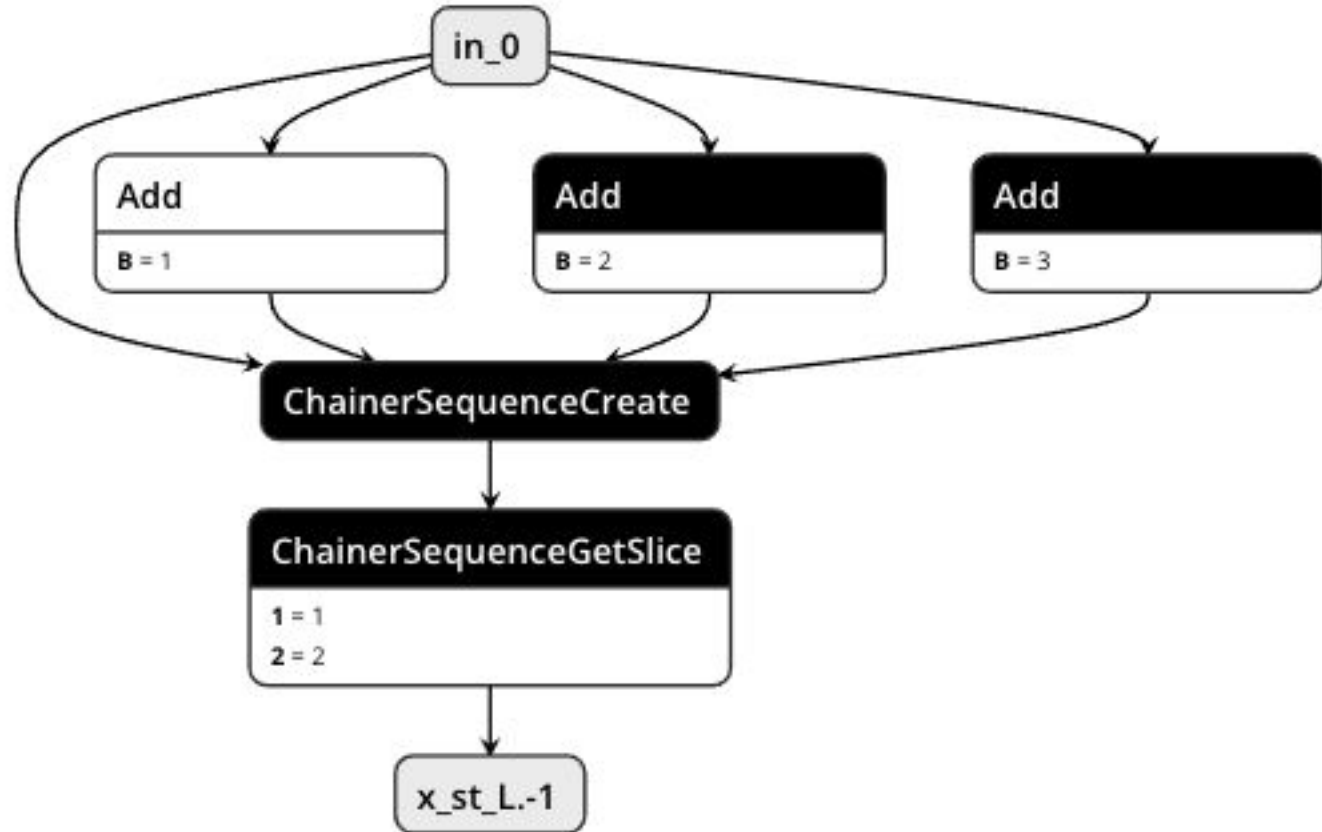 in_0
Add
B = 1
Add
B = 2
Add
B = 3
ChainerSequenceCreate
ChainerSequenceGetSlice
1 = 1
2 = 2
x_st_L.-1